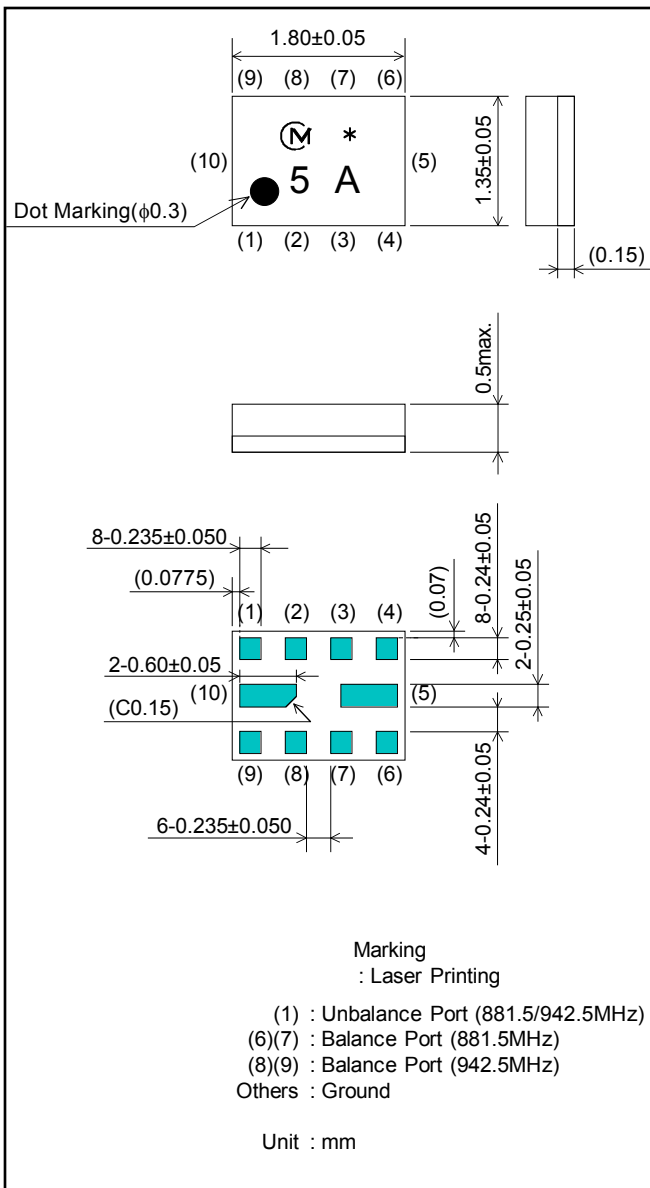 1.80±0.05
(9) (8) (7) (6)
M *
(10) (5)
5 A
1.35±0.05
Dot Marking(ϕ0.3)
(1) (2) (3) (4)
(0.15)
0.5max.
8-0.235±0.050
(0.0775)
(0.07)
8-0.24±0.05
2-0.25±0.05
(1) (2) (3) (4)
2-0.60±0.05
(10) (5)
(C0.15)
(9) (8) (7) (6)
4-0.24±0.05
6-0.235±0.050
Marking
: Laser Printing
(1) : Unbalance Port (881.5/942.5MHz)
(6)(7) : Balance Port (881.5MHz)
(8)(9) : Balance Port (942.5MHz)
Others : Ground
Unit : mm